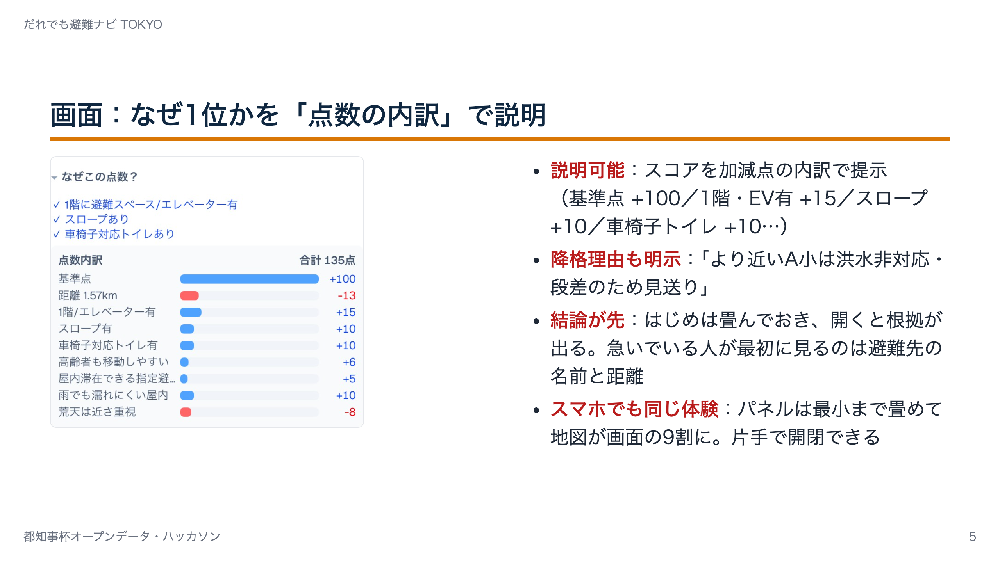 だれでも避難ナビ TOKYO
画面：なぜ1位かを「点数の内訳」で説明
なぜこの点数？
✓ 1階に避難スペース/エレベーター有
✓ スロープあり
✓ 車椅子対応トイレあり
点数内訳 合計 135点
基準点 +100
距離 1.57km -13
1階/エレベーター有 +15
スロープ有 +10
車椅子対応トイレ有 +10
高齢者も移動しやすい +6
屋内滞在できる指定避... +5
雨でも濡れにくい屋内 +10
荒天は近さ重視 -8
• 説明可能：スコアを加減点の内訳で提示
（基準点 +100／1階・EV有 +15／スロープ
+10／車椅子トイレ +10…）
• 降格理由も明示：「より近いA小は洪水非対応・
段差のため見送り」
• 結論が先：はじめは畳んでおき、開くと根拠が
出る。急いでいる人が最初に見るのは避難先の
名前と距離
• スマホでも同じ体験：パネルは最小まで畳めて
地図が画面の9割に。片手で開閉できる
都知事杯オープンデータ・ハッカソン
5